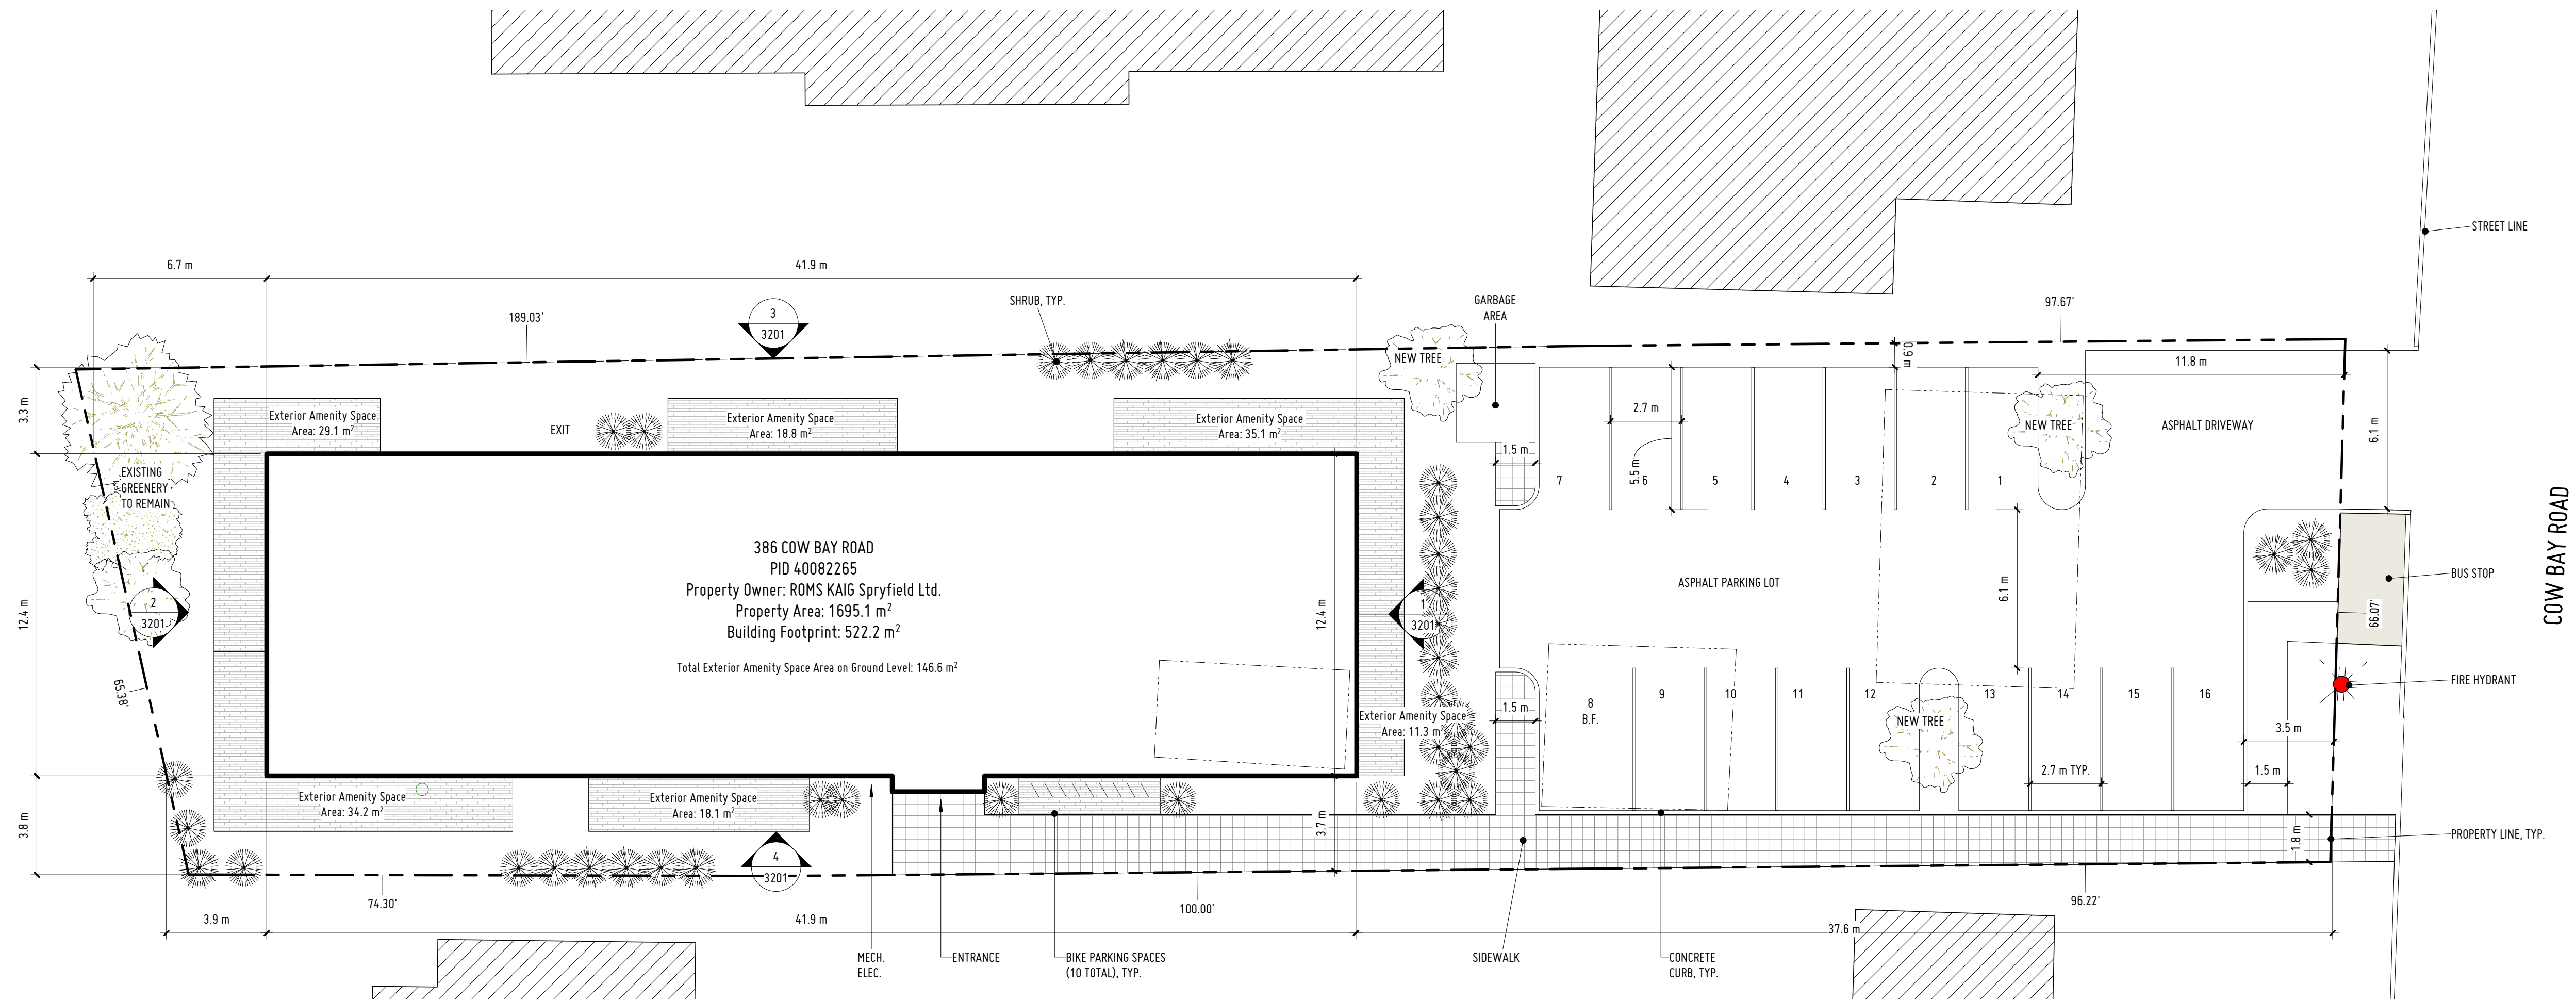 STREET LINE
6.7 m
41.9 m
SHRUB, TYP.
GARBAGE
AREA
97.67'
189.03'
3
3201
0.9 m
NEW TREE
11.8 m
3.3 m
2.7 m
Exterior Amenity Space
Area: 29.1 m²
EXIT
Exterior Amenity Space
Area: 18.8 m²
Exterior Amenity Space
Area: 35.1 m²
NEW TREE
ASPHALT DRIVEWAY
6.1 m
1.5 m
5.5 m
EXISTING
GREENERY
TO REMAIN
7
6
5
4
3
2
1
COW BAY ROAD
386 COW BAY ROAD
PID 40082265
Property Owner: ROMS KAIG Spryfield Ltd.
Property Area: 1695.1 m²
Building Footprint: 522.2 m²
Total Exterior Amenity Space Area on Ground Level: 146.6 m²
ASPHALT PARKING LOT
6.1 m
BUS STOP
66.07'
12.4 m
2
3201
12.4 m
1
3201
65.38'
FIRE HYDRANT
8
B.F.
9
10
11
12
13
14
15
16
1.5 m
Exterior Amenity Space
Area: 11.3 m²
NEW TREE
3.5 m
2.7 m TYP.
1.5 m
Exterior Amenity Space
Area: 34.2 m²
Exterior Amenity Space
Area: 18.1 m²
3.8 m
3.7 m
1.8 m
PROPERTY LINE, TYP.
4
3201
74.30'
100.00'
96.22'
3.9 m
41.9 m
37.6 m
MECH.
ELEC.
ENTRANCE
BIKE PARKING SPACES
(10 TOTAL), TYP.
SIDEWALK
CONCRETE
CURB, TYP.